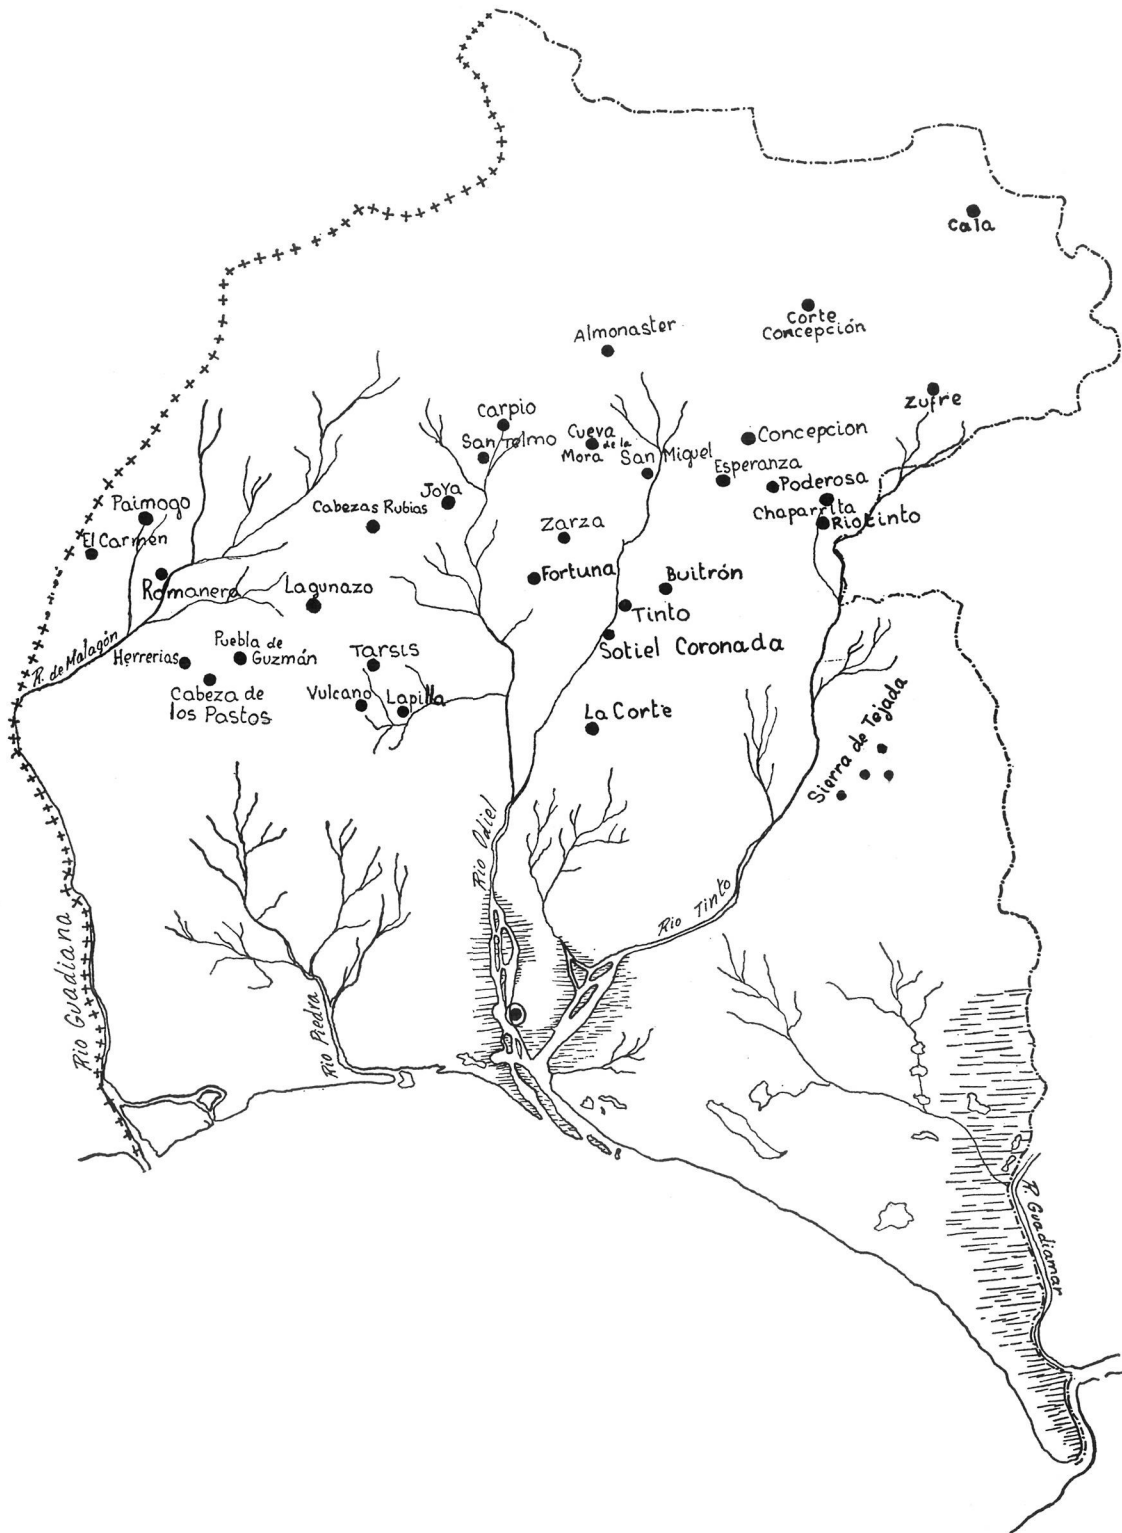 Cala
Corte
Concepción
Almonaster
Zufre
Carpio
San Telmo
Cueva
de la
Mora
San Miguel
Concepcion
Esperanza
Poderosa
Chaparrita
Riotinto
Joya
Cabezas Rubias
Paimogo
El Carmen
Zarza
Romanera
Lagunazo
Fortuna
Buitrón
Tinto
Sotiel Coronada
R. de Malagón
Herrerias
Puebla de
Guzmán
Tarsis
Cabeza de
los Pastos
Vulcano
Lapilla
La Corte
Sierra de Tejada
Rio Odiel
Rio Tinto
Rio Guadiana
Rio Piedra
R. Guadiamar